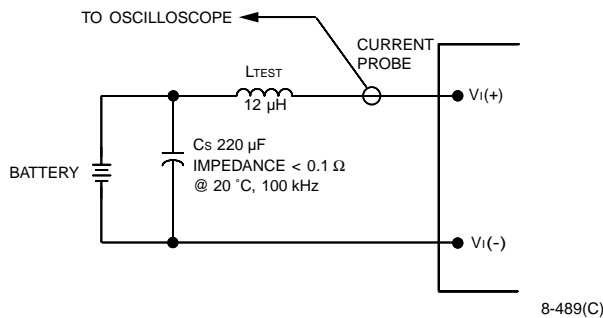 TO OSCILLOSCOPE
CURRENT
PROBE
LTEST
12 µH
VI(+)
CS 220 µF
IMPEDANCE < 0.1 Ω
@ 20 ˚C, 100 kHz
BATTERY
VI(-)
8-489(C)